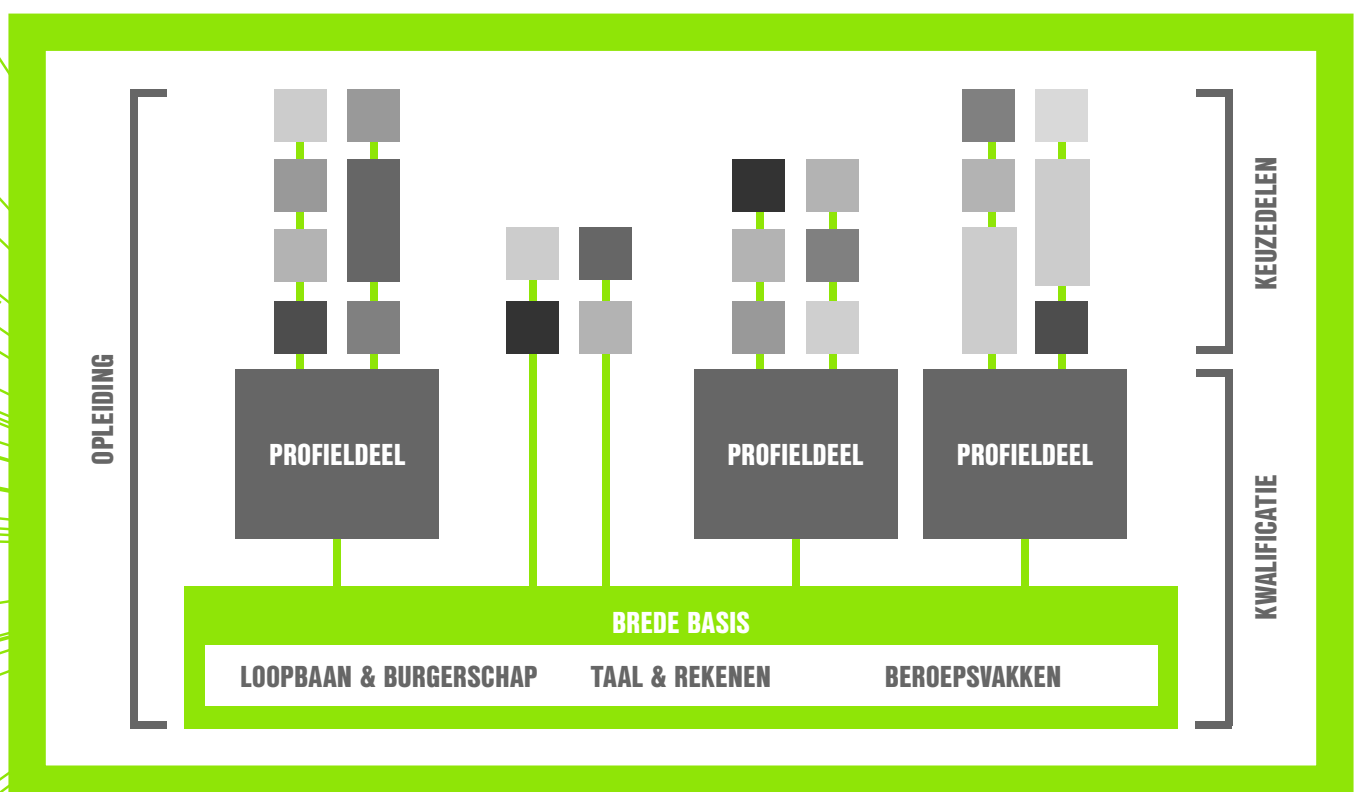 OPLEIDING
KEUZEDELEN
PROFIELDEEL
PROFIELDEEL
PROFIELDEEL
KWALIFICATIE
BREDE BASIS
LOOPBAAN & BURGERSCHAP
TAAL & REKENEN
BEROEPSVAKKEN